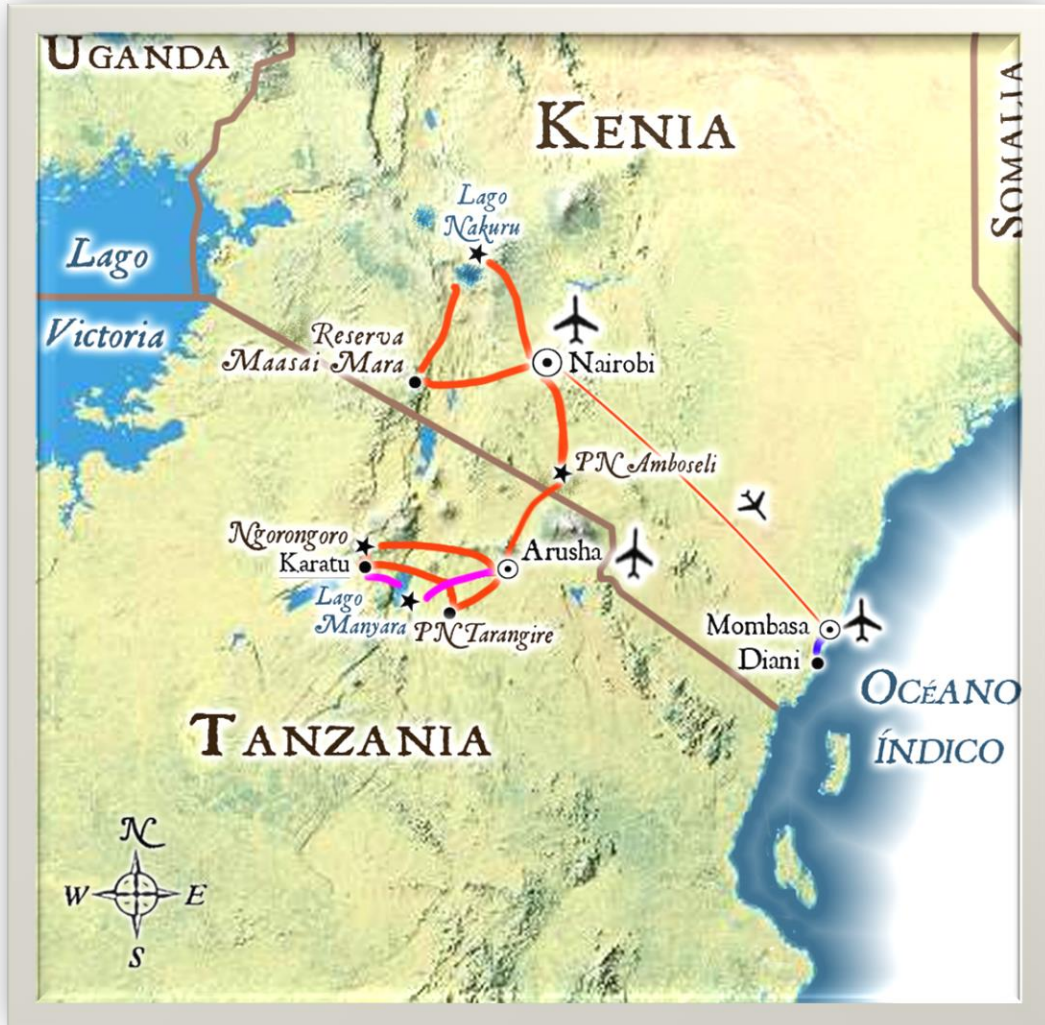 UGANDA
KENIA
SOMALIA
Lago
Nakuru
Lago
Victoria
Reserva
Maasai Mara
Nairobi
PN Amboseli
Ngorongoro
Karatu
Arusha
Lago
Manyara
PN Tarangire
Mombasa
Diani
OCÉANO
ÍNDICO
TANZANIA
N
W
E
S